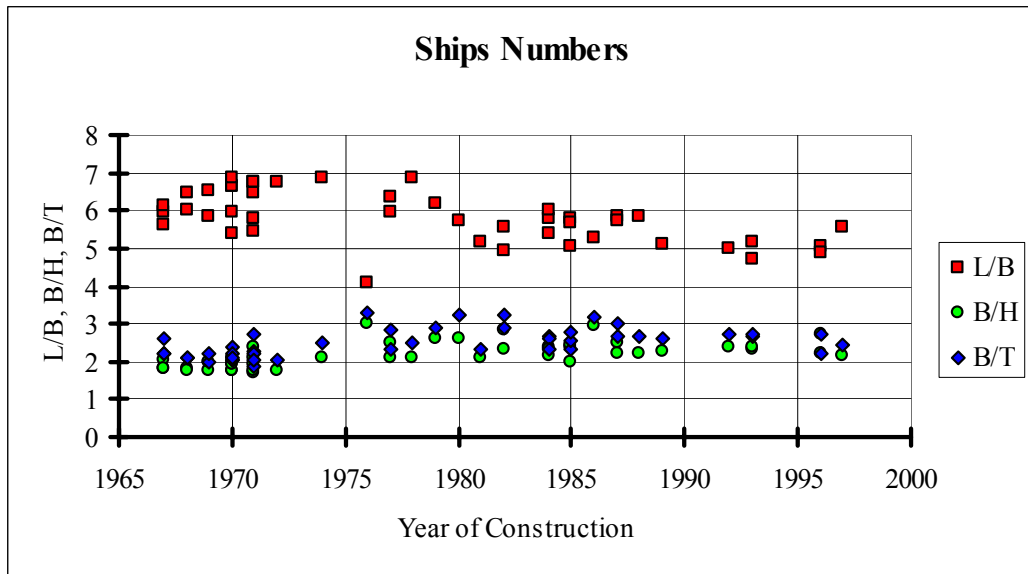 Ships Numbers
L/B, B/H, B/T
8
7
6
5
4
3
2
1
0
1965 1970 1975 1980 1985 1990 1995 2000
Year of Construction
L/B
B/H
B/T